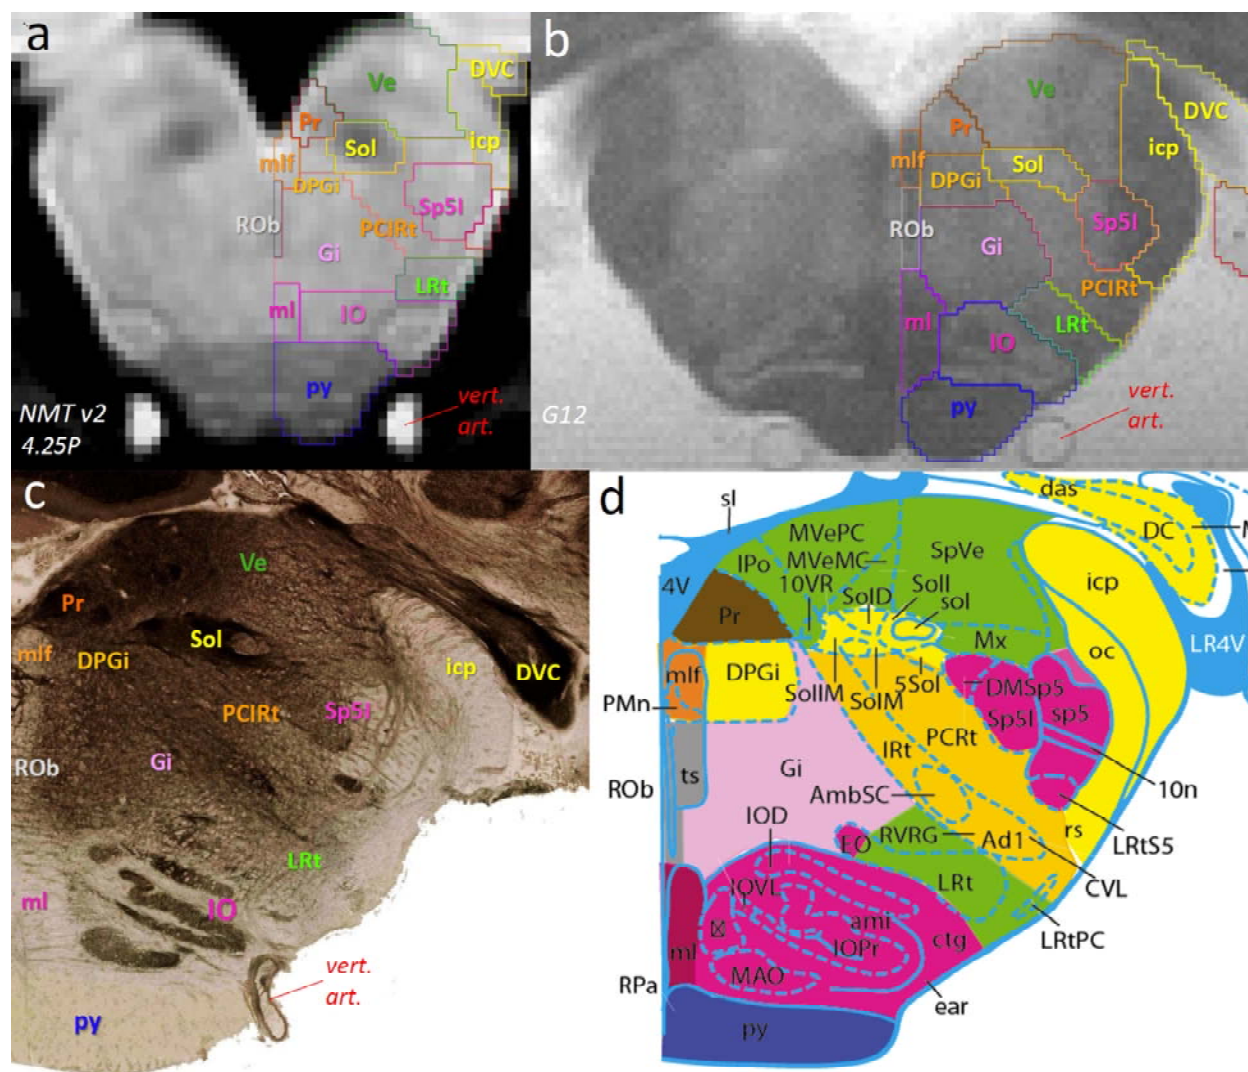 a
Ve
DVC
Pr
Sol
icp
mlf
DPGi
Sp5I
ROb
PCIRt
Gi
LRt
ml
IO
py
NMT v2
4.25P
vert.
art.
b
Ve
DVC
Pr
icp
mlf
Sol
DPGi
Sp5I
ROb
Gi
PCIRt
ml
LRt
IO
py
G12
vert.
art.
c
Ve
Pr
Sol
mlf
DPGi
icp
DVC
PCIRt
Sp5I
ROb
Gi
LRt
ml
IO
vert.
art.
py
d
sl
das
DC
MVePC
IPo
MVeMC
SpVe
icp
4V
10VR
SolI
SolD
sol
Pr
Mx
oc
LR4V
mlf
DPGi
SolIM
SolM
5Sol
DMSp5
Sp5I
sp5
PMn
IRt
PCRt
ROb
ts
Gi
AmbSC
10n
IOD
EO
RVRG
Ad1
rs
LRtS5
IOVL
LRt
CVL
ml
ami
IOPr
ctg
LRtPC
RPa
MAO
ear
py